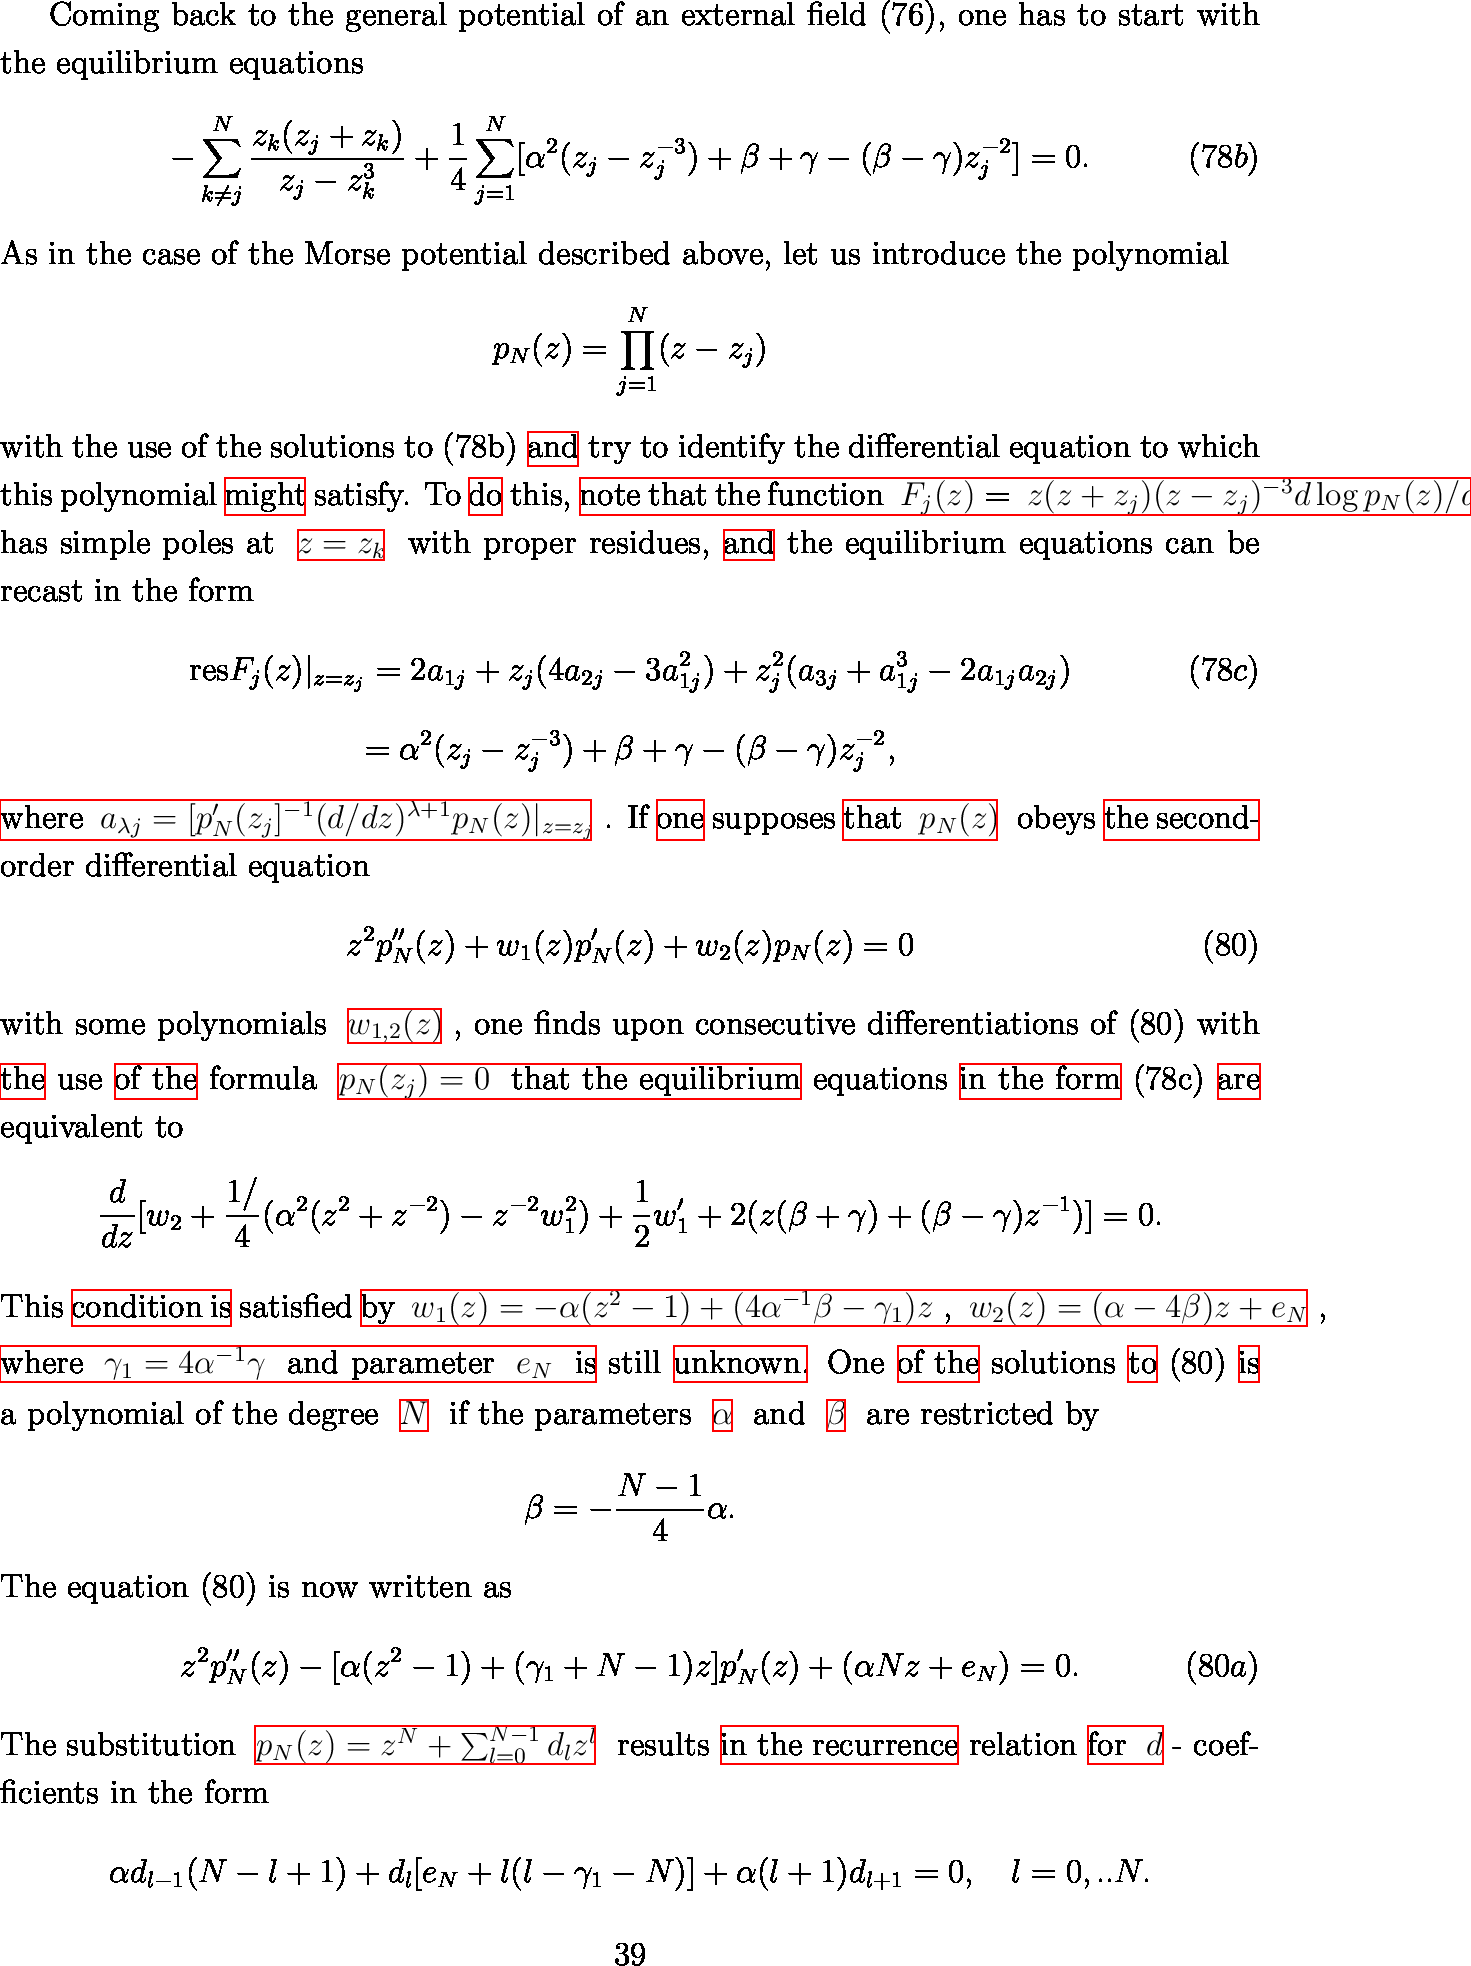 Coming back to the general potential of an external field (76), one has to start with
the equilibrium equations
$$-\sum_{k\neq j}^{N}\frac{z_k(z_j+z_k)}{z_j-z_k^3}+\frac{1}{4}\sum_{j=1}^{N}[\alpha^2(z_j-z_j^{-3})+\beta+\gamma-(\beta-\gamma)z_j^{-2}]=0. \quad (78b)$$
As in the case of the Morse potential described above, let us introduce the polynomial
$$p_N(z)=\prod_{j=1}^{N}(z-z_j)$$
with the use of the solutions to (78b) and try to identify the differential equation to which
this polynomial might satisfy. To do this, note that the function $F_j(z)=z(z+z_j)(z-z_j)^{-3}d\log p_N(z)/$
has simple poles at $z=z_k$ with proper residues, and the equilibrium equations can be
recast in the form
$$\mathrm{res}F_j(z)|_{z=z_j}=2a_{1j}+z_j(4a_{2j}-3a_{1j}^2)+z_j^2(a_{3j}+a_{1j}^3-2a_{1j}a_{2j}) \quad (78c)$$
$$=\alpha^2(z_j-z_j^{-3})+\beta+\gamma-(\beta-\gamma)z_j^{-2},$$
where $a_{\lambda j}=[p'_N(z_j]^{-1}(d/dz)^{\lambda+1}p_N(z)|_{z=z_j}$ . If one supposes that $p_N(z)$ obeys the second-
order differential equation
$$z^2p''_N(z)+w_1(z)p'_N(z)+w_2(z)p_N(z)=0 \quad (80)$$
with some polynomials $w_{1,2}(z)$ , one finds upon consecutive differentiations of (80) with
the use of the formula $p_N(z_j)=0$ that the equilibrium equations in the form (78c) are
equivalent to
$$\frac{d}{dz}[w_2+\frac{1/}{4}(\alpha^2(z^2+z^{-2})-z^{-2}w_1^2)+\frac{1}{2}w'_1+2(z(\beta+\gamma)+(\beta-\gamma)z^{-1})]=0.$$
This condition is satisfied by $w_1(z)=-\alpha(z^2-1)+(4\alpha^{-1}\beta-\gamma_1)z$ , $w_2(z)=(\alpha-4\beta)z+e_N$ ,
where $\gamma_1=4\alpha^{-1}\gamma$ and parameter $e_N$ is still unknown. One of the solutions to (80) is
a polynomial of the degree $N$ if the parameters $\alpha$ and $\beta$ are restricted by
$$\beta=-\frac{N-1}{4}\alpha.$$
The equation (80) is now written as
$$z^2p''_N(z)-[\alpha(z^2-1)+(\gamma_1+N-1)z]p'_N(z)+(\alpha Nz+e_N)=0. \quad (80a)$$
The substitution $p_N(z)=z^N+\sum_{l=0}^{N-1}d_lz^l$ results in the recurrence relation for $d$ - coef-
ficients in the form
$$\alpha d_{l-1}(N-l+1)+d_l[e_N+l(l-\gamma_1-N)]+\alpha(l+1)d_{l+1}=0, \quad l=0,..N.$$
39